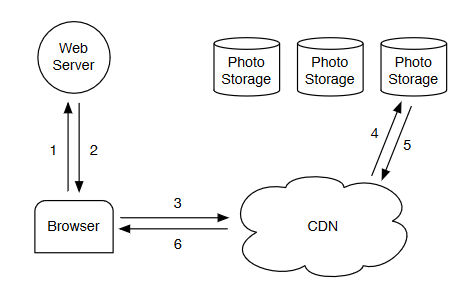 Web
Server
Photo
Storage
Photo
Storage
Photo
Storage
1
2
4
5
3
Browser
CDN
6